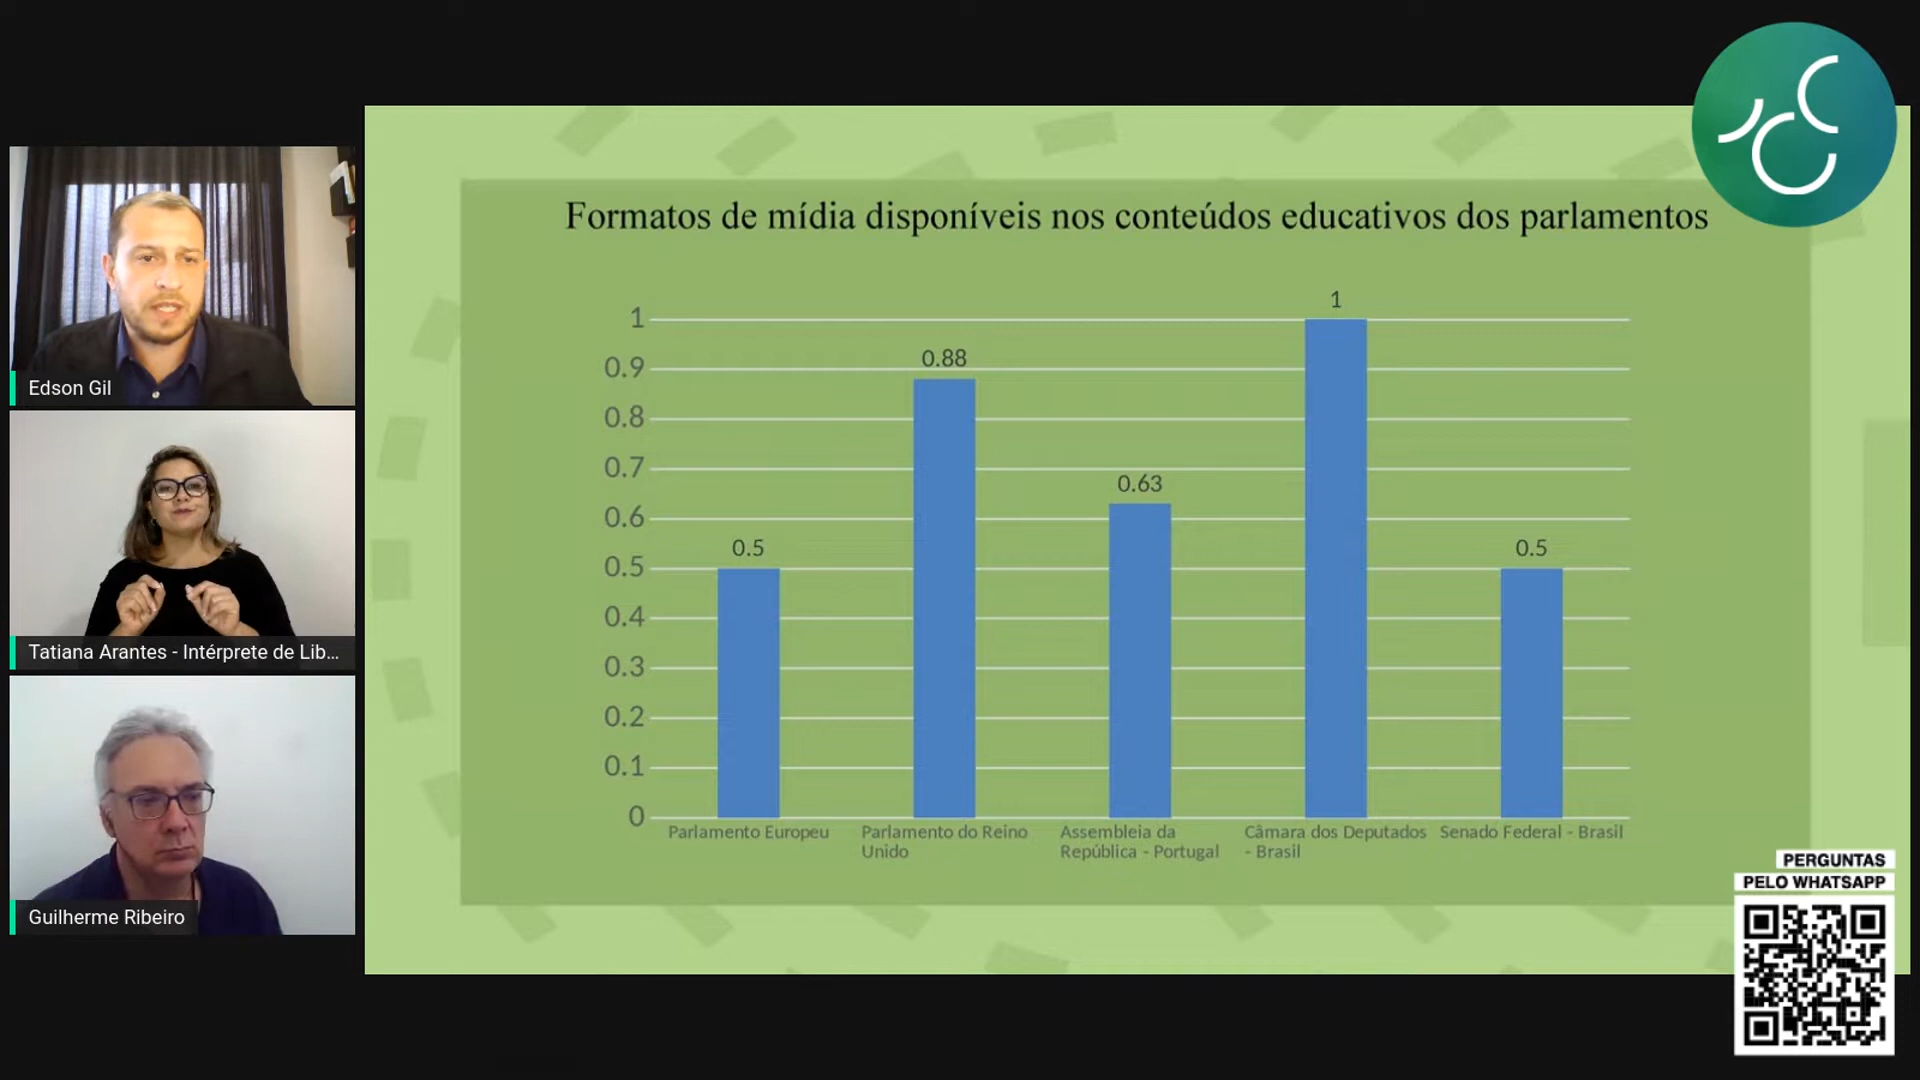 Edson Gil
Tatiana Arantes - Intérprete de Lib...
Guilherme Ribeiro
Formatos de mídia disponíveis nos conteúdos educativos dos parlamentos
1
0.9
0.8
0.7
0.6
0.5
0.4
0.3
0.2
0.1
0
0.5
0.88
0.63
1
0.5
Parlamento Europeu
Parlamento do Reino
Unido
Assembleia da
República - Portugal
Câmara dos Deputados
- Brasil
Senado Federal - Brasil
PERGUNTAS
PELO WHATSAPP